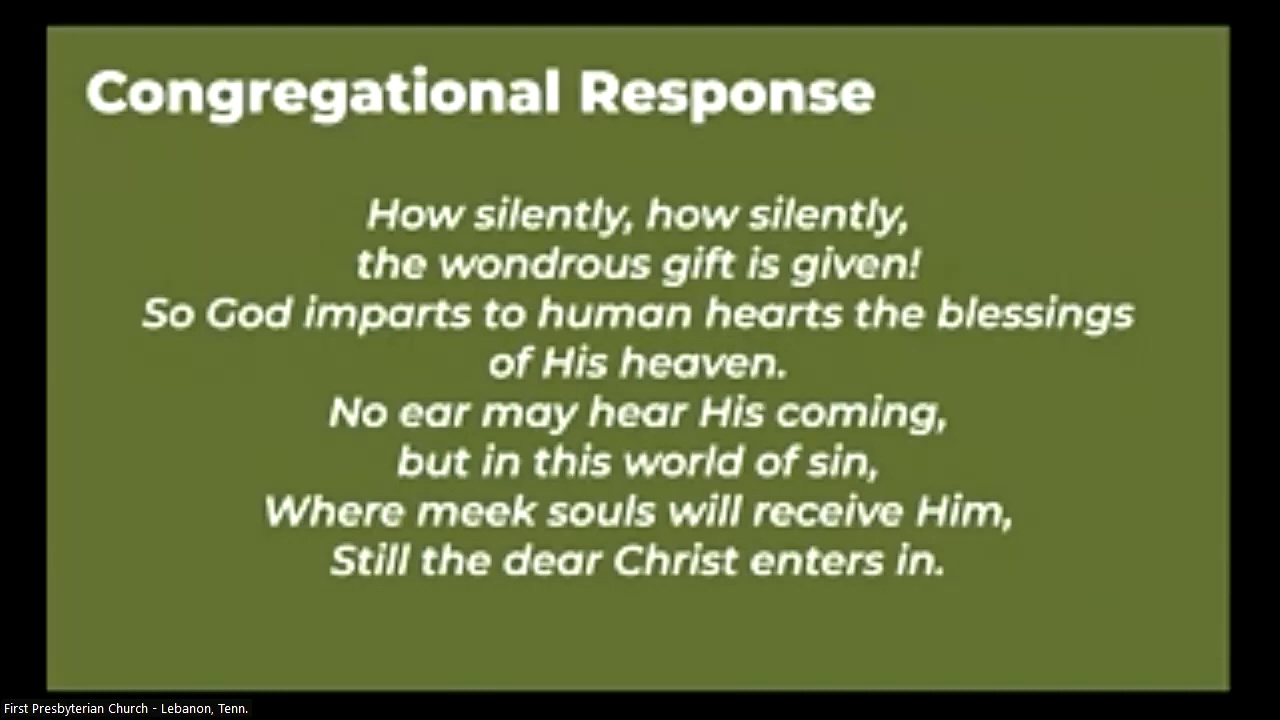 Congregational Response
How silently, how silently,
the wondrous gift is given!
So God imparts to human hearts the blessings
of His heaven.
No ear may hear His coming,
but in this world of sin,
Where meek souls will receive Him,
Still the dear Christ enters in.
First Presbyterian Church - Lebanon, Tenn.